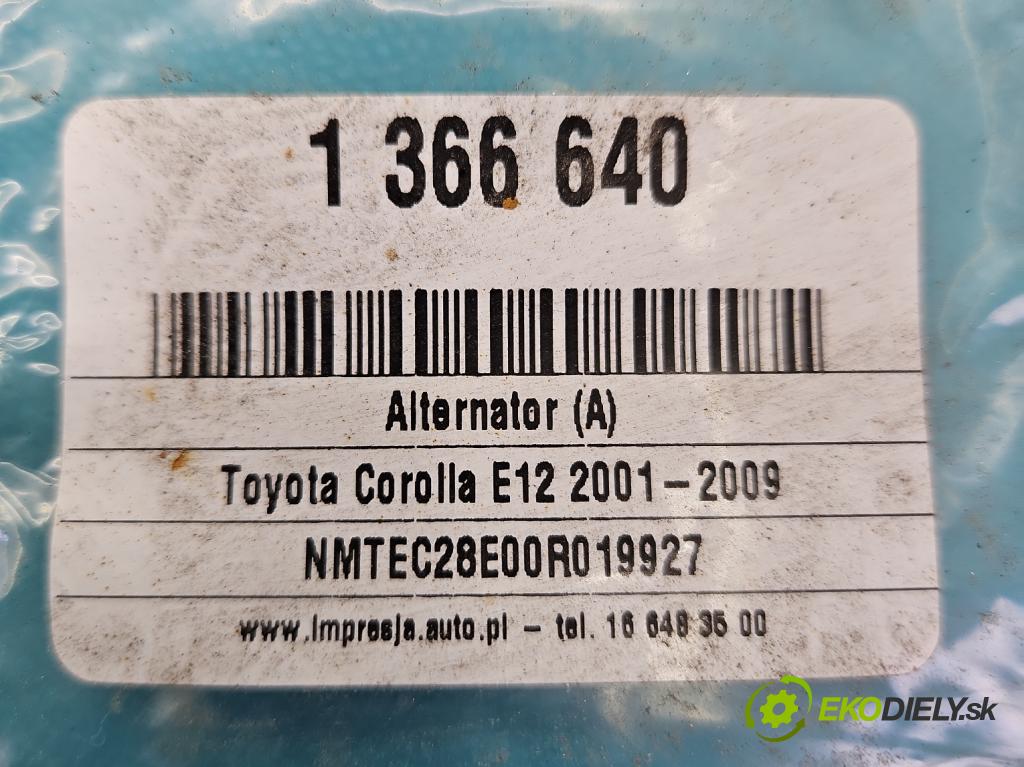 1 366 640
Alternator (A)
Toyota Corolla E12 2001-2009
NMTEC28E00R019927
www.impresja.auto.pl - tel. 16 648 35 00
EKODIELY.sk